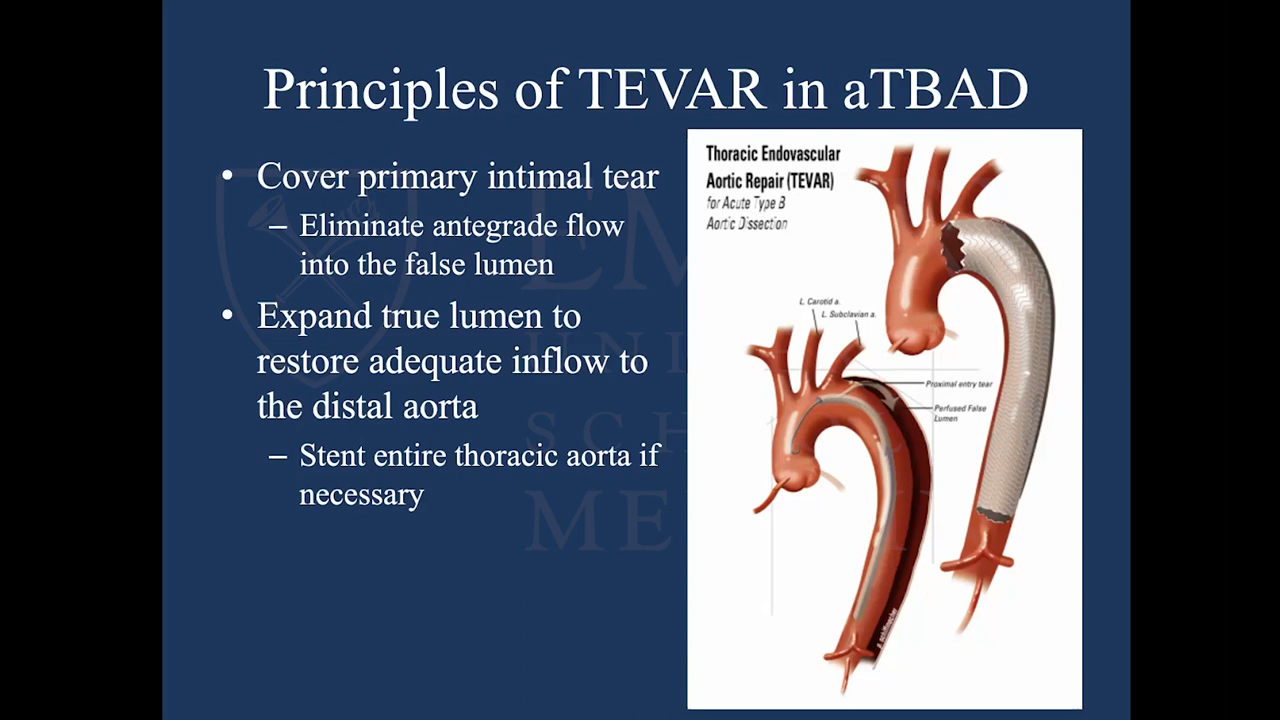 Principles of TEVAR in aTBAD
• Cover primary intimal tear
– Eliminate antegrade flow
into the false lumen
• Expand true lumen to
restore adequate inflow to
the distal aorta
– Stent entire thoracic aorta if
necessary
Thoracic Endovascular
Aortic Repair (TEVAR)
for Acute Type B
Aortic Dissection
L. Carotid a.
L. Subclavian a.
Proximal entry tear
Perfused False
Lumen